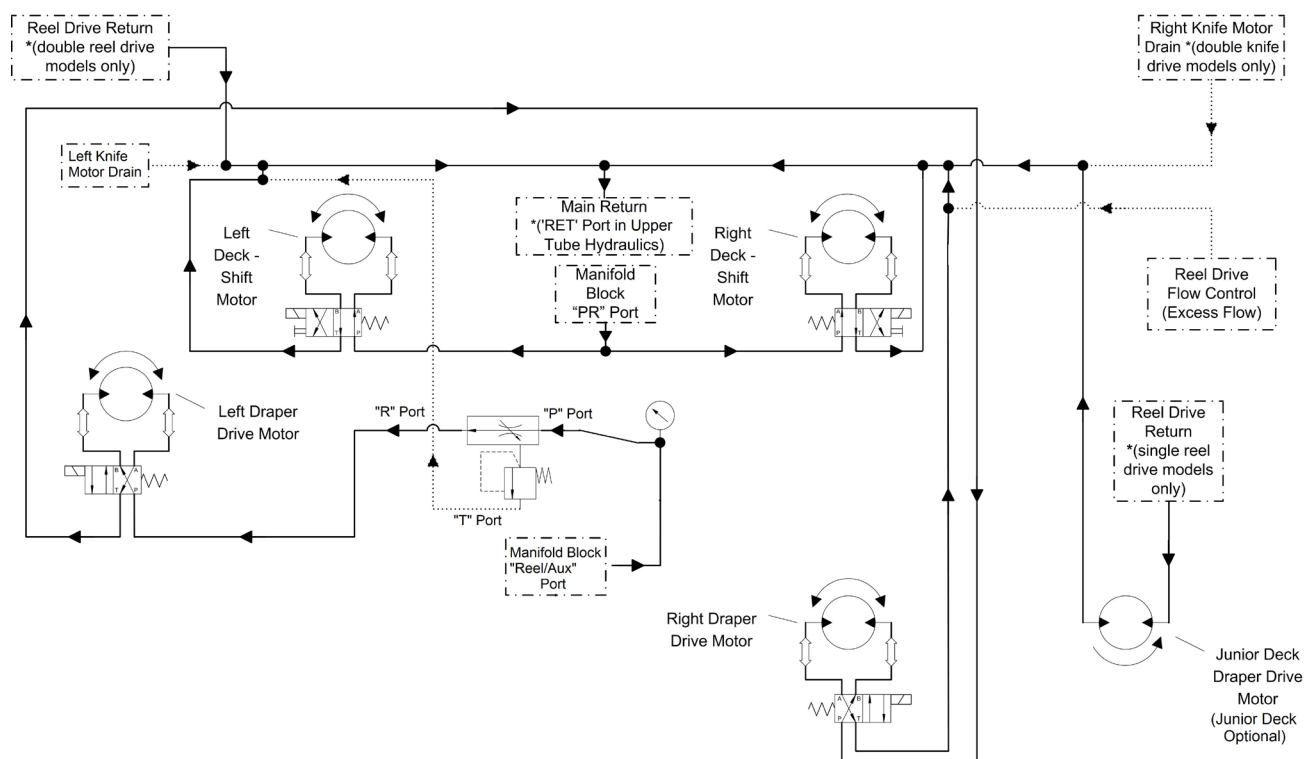 Reel Drive Return
*(double reel drive
models only)
Right Knife Motor
Drain *(double knife
drive models only)
Left Knife
Motor Drain
Main Return
*('RET' Port in Upper
Tube Hydraulics)
Left
Deck -
Shift
Motor
Right
Deck -
Shift
Motor
Manifold
Block
“PR” Port
Reel Drive
Flow Control
(Excess Flow)
B A
T P
A B
P T
Left Draper
Drive Motor
"R" Port
"P" Port
Reel Drive
Return
*(single reel
drive models
only)
B A
T P
"T" Port
Manifold Block
"Reel/Aux"
Port
Right Draper
Drive Motor
Junior Deck
Draper Drive
Motor
(Junior Deck
Optional)
A B
P T